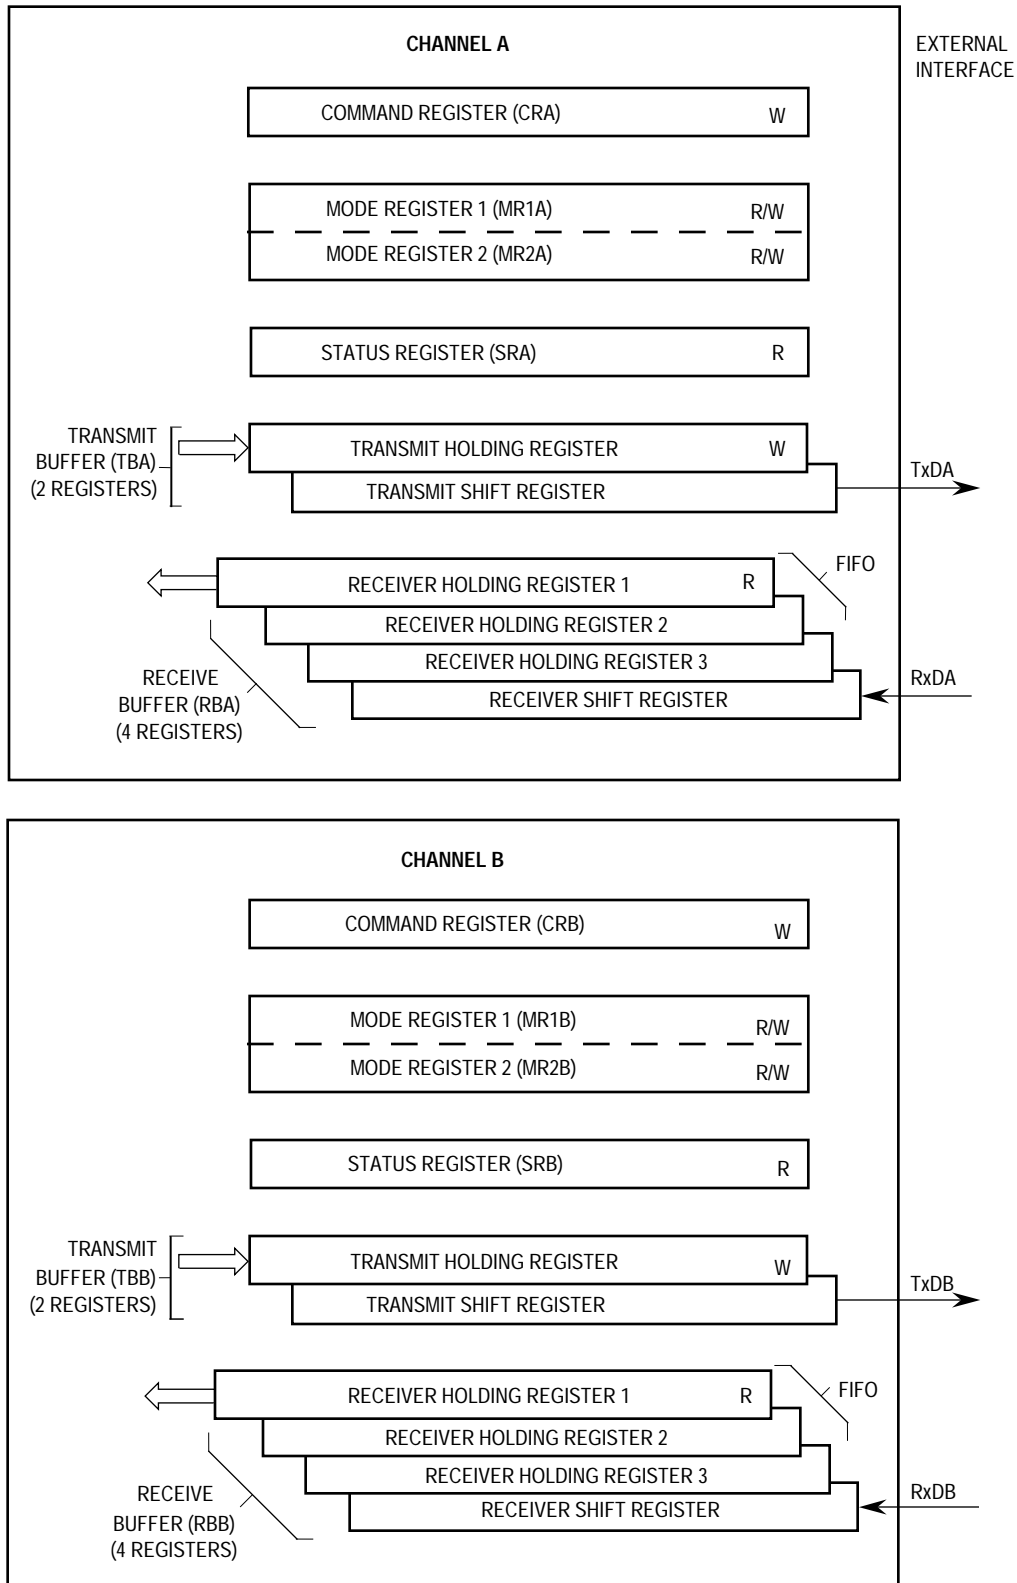 CHANNEL A
EXTERNAL
INTERFACE
COMMAND REGISTER (CRA) W
MODE REGISTER 1 (MR1A) R/W
MODE REGISTER 2 (MR2A) R/W
STATUS REGISTER (SRA) R
TRANSMIT
BUFFER (TBA)
(2 REGISTERS)
TRANSMIT HOLDING REGISTER W
TRANSMIT SHIFT REGISTER
TxDA
RECEIVER HOLDING REGISTER 1 R
FIFO
RECEIVER HOLDING REGISTER 2
RECEIVER HOLDING REGISTER 3
RECEIVER SHIFT REGISTER
RxDA
RECEIVE
BUFFER (RBA)
(4 REGISTERS)
CHANNEL B
COMMAND REGISTER (CRB) W
MODE REGISTER 1 (MR1B) R/W
MODE REGISTER 2 (MR2B) R/W
STATUS REGISTER (SRB) R
TRANSMIT
BUFFER (TBB)
(2 REGISTERS)
TRANSMIT HOLDING REGISTER W
TRANSMIT SHIFT REGISTER
TxDB
RECEIVER HOLDING REGISTER 1 R
FIFO
RECEIVER HOLDING REGISTER 2
RECEIVER HOLDING REGISTER 3
RECEIVER SHIFT REGISTER
RxDB
RECEIVE
BUFFER (RBB)
(4 REGISTERS)